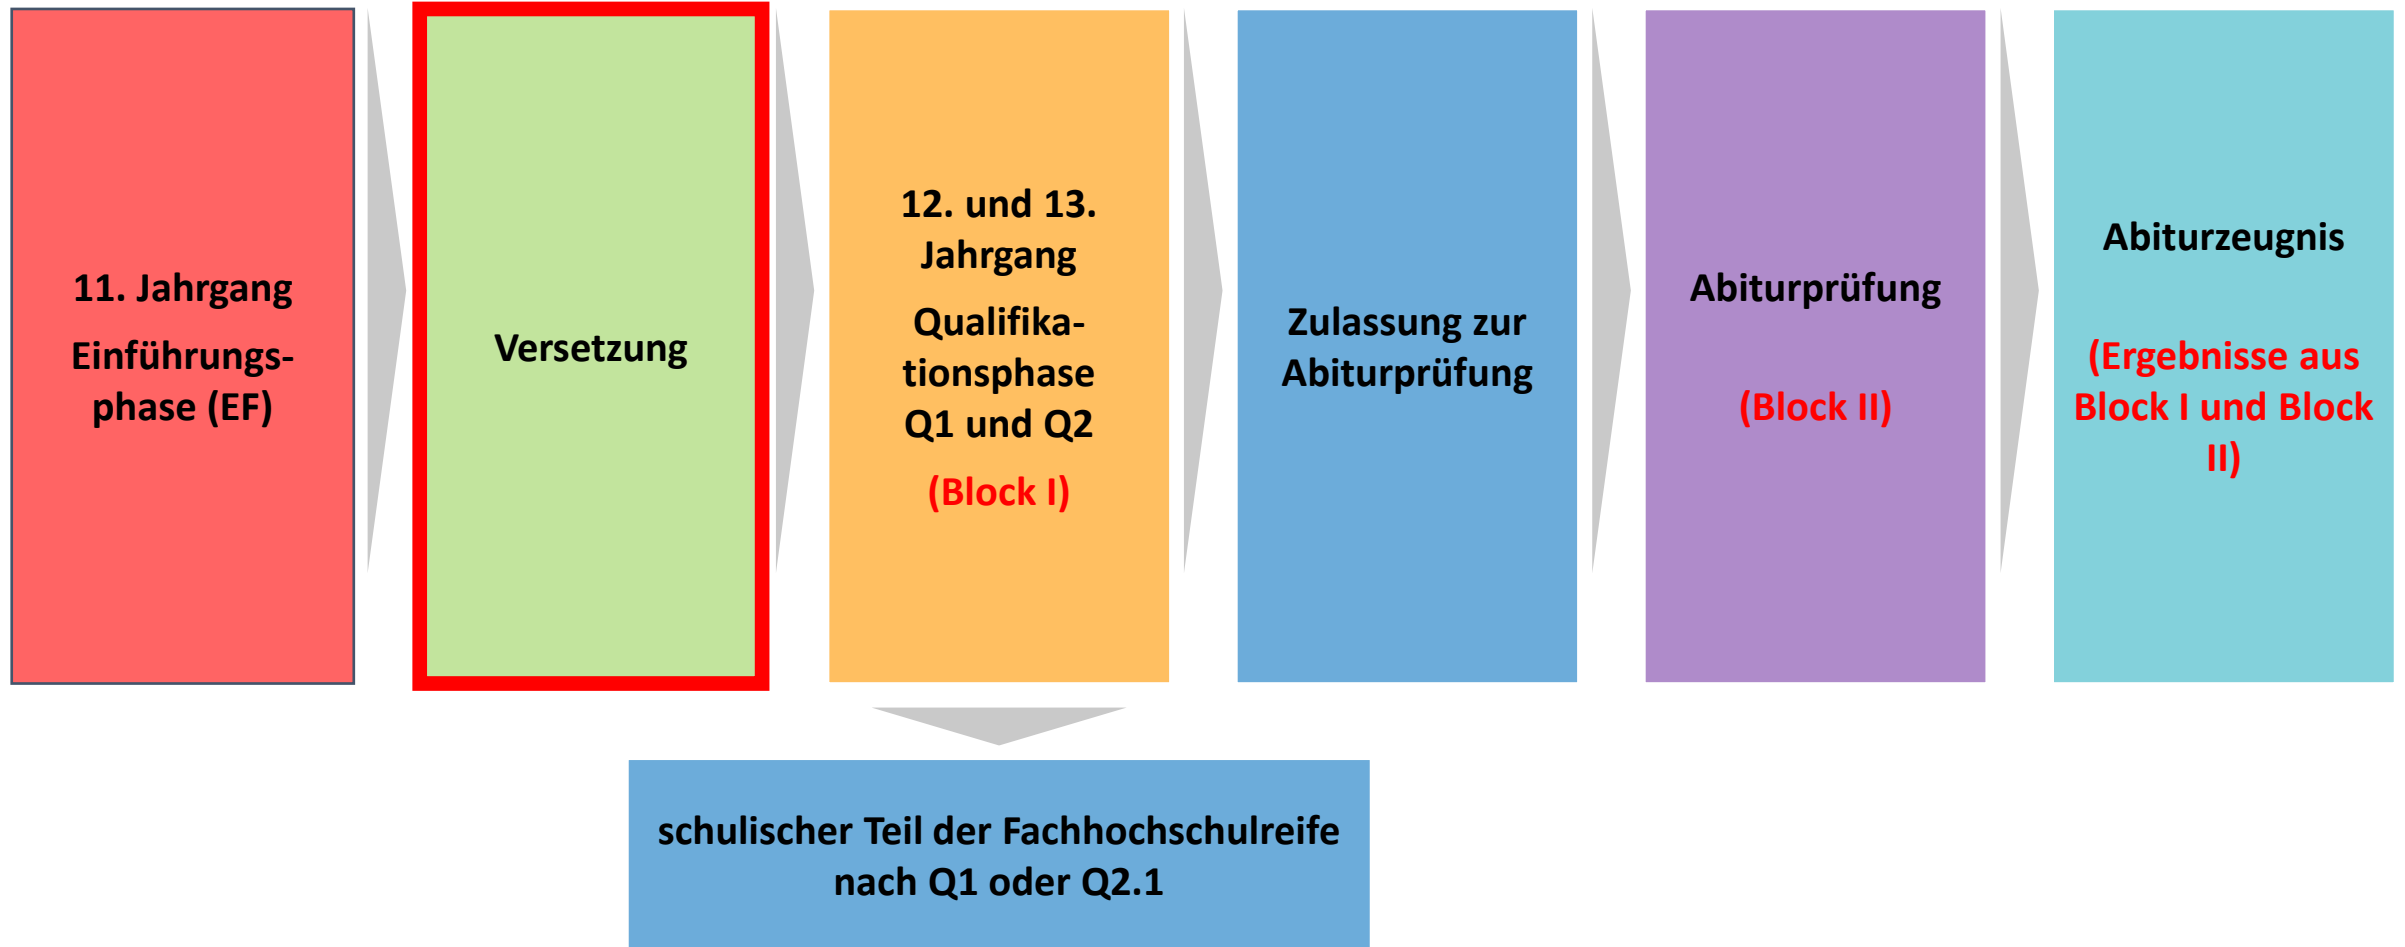 11. Jahrgang
Einführungs-
phase (EF)
Versetzung
12. und 13.
Jahrgang
Qualifika-
tionsphase
Q1 und Q2
(Block I)
Zulassung zur
Abiturprüfung
Abiturprüfung
(Block II)
Abiturzeugnis
(Ergebnisse aus
Block I und Block
II)
schulischer Teil der Fachhochschulreife
nach Q1 oder Q2.1